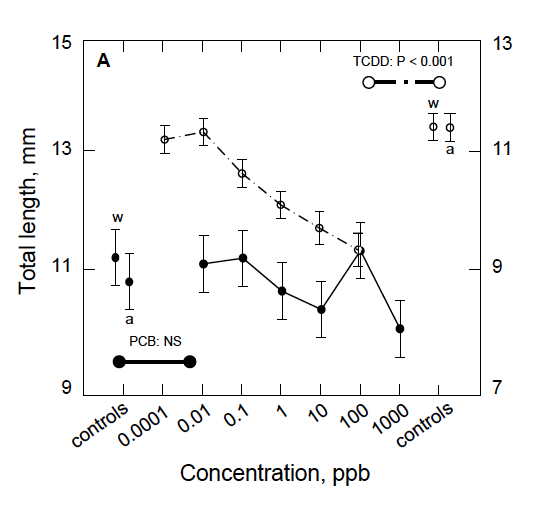 15
13
A
TCDD: P < 0.001
w
a
13
11
Total length, mm
w
a
11
9
PCB: NS
9
7
controls
0.0001
0.01
0.1
1
10
100
1000
controls
Concentration, ppb